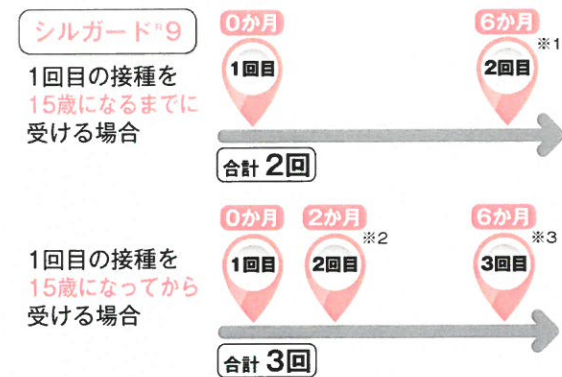 シルガード®9
1回目の接種を
15歳になるまでに
受ける場合
0か月
6か月
1回目
2回目
※1
合計 2回
1回目の接種を
15歳になってから
受ける場合
0か月
2か月
6か月
1回目
2回目
※2
3回目
※3
合計 3回